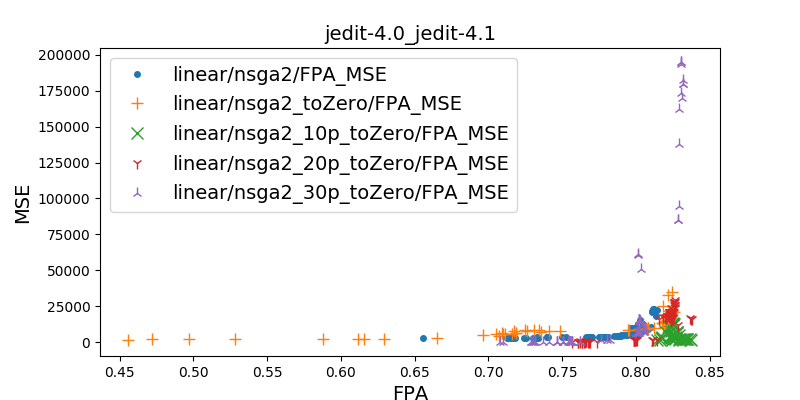 jedit-4.0_jedit-4.1
200000
175000
150000
125000
100000
75000
50000
25000
0
MSE
linear/nsga2/FPA_MSE
linear/nsga2_toZero/FPA_MSE
linear/nsga2_10p_toZero/FPA_MSE
linear/nsga2_20p_toZero/FPA_MSE
linear/nsga2_30p_toZero/FPA_MSE
0.45 0.50 0.55 0.60 0.65 0.70 0.75 0.80 0.85
FPA